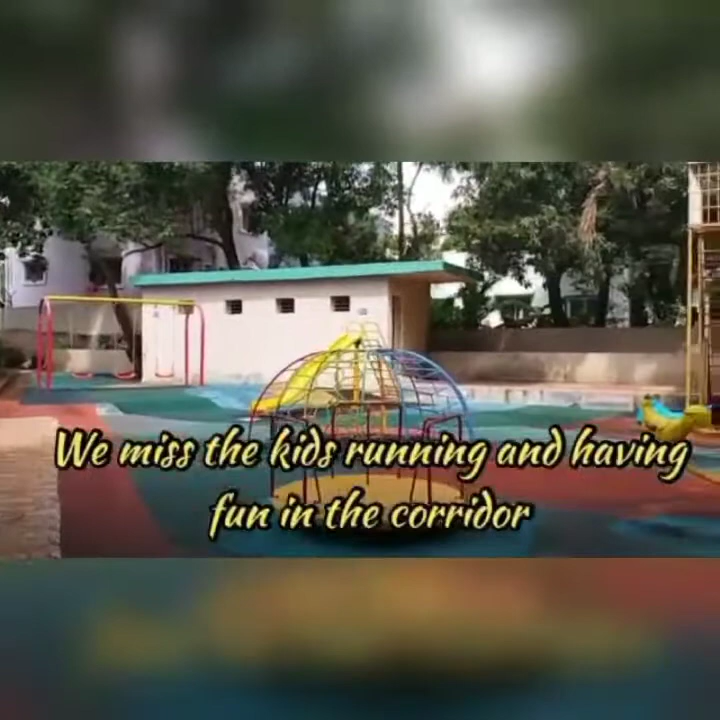 We miss the kids running and having
fun in the corridor